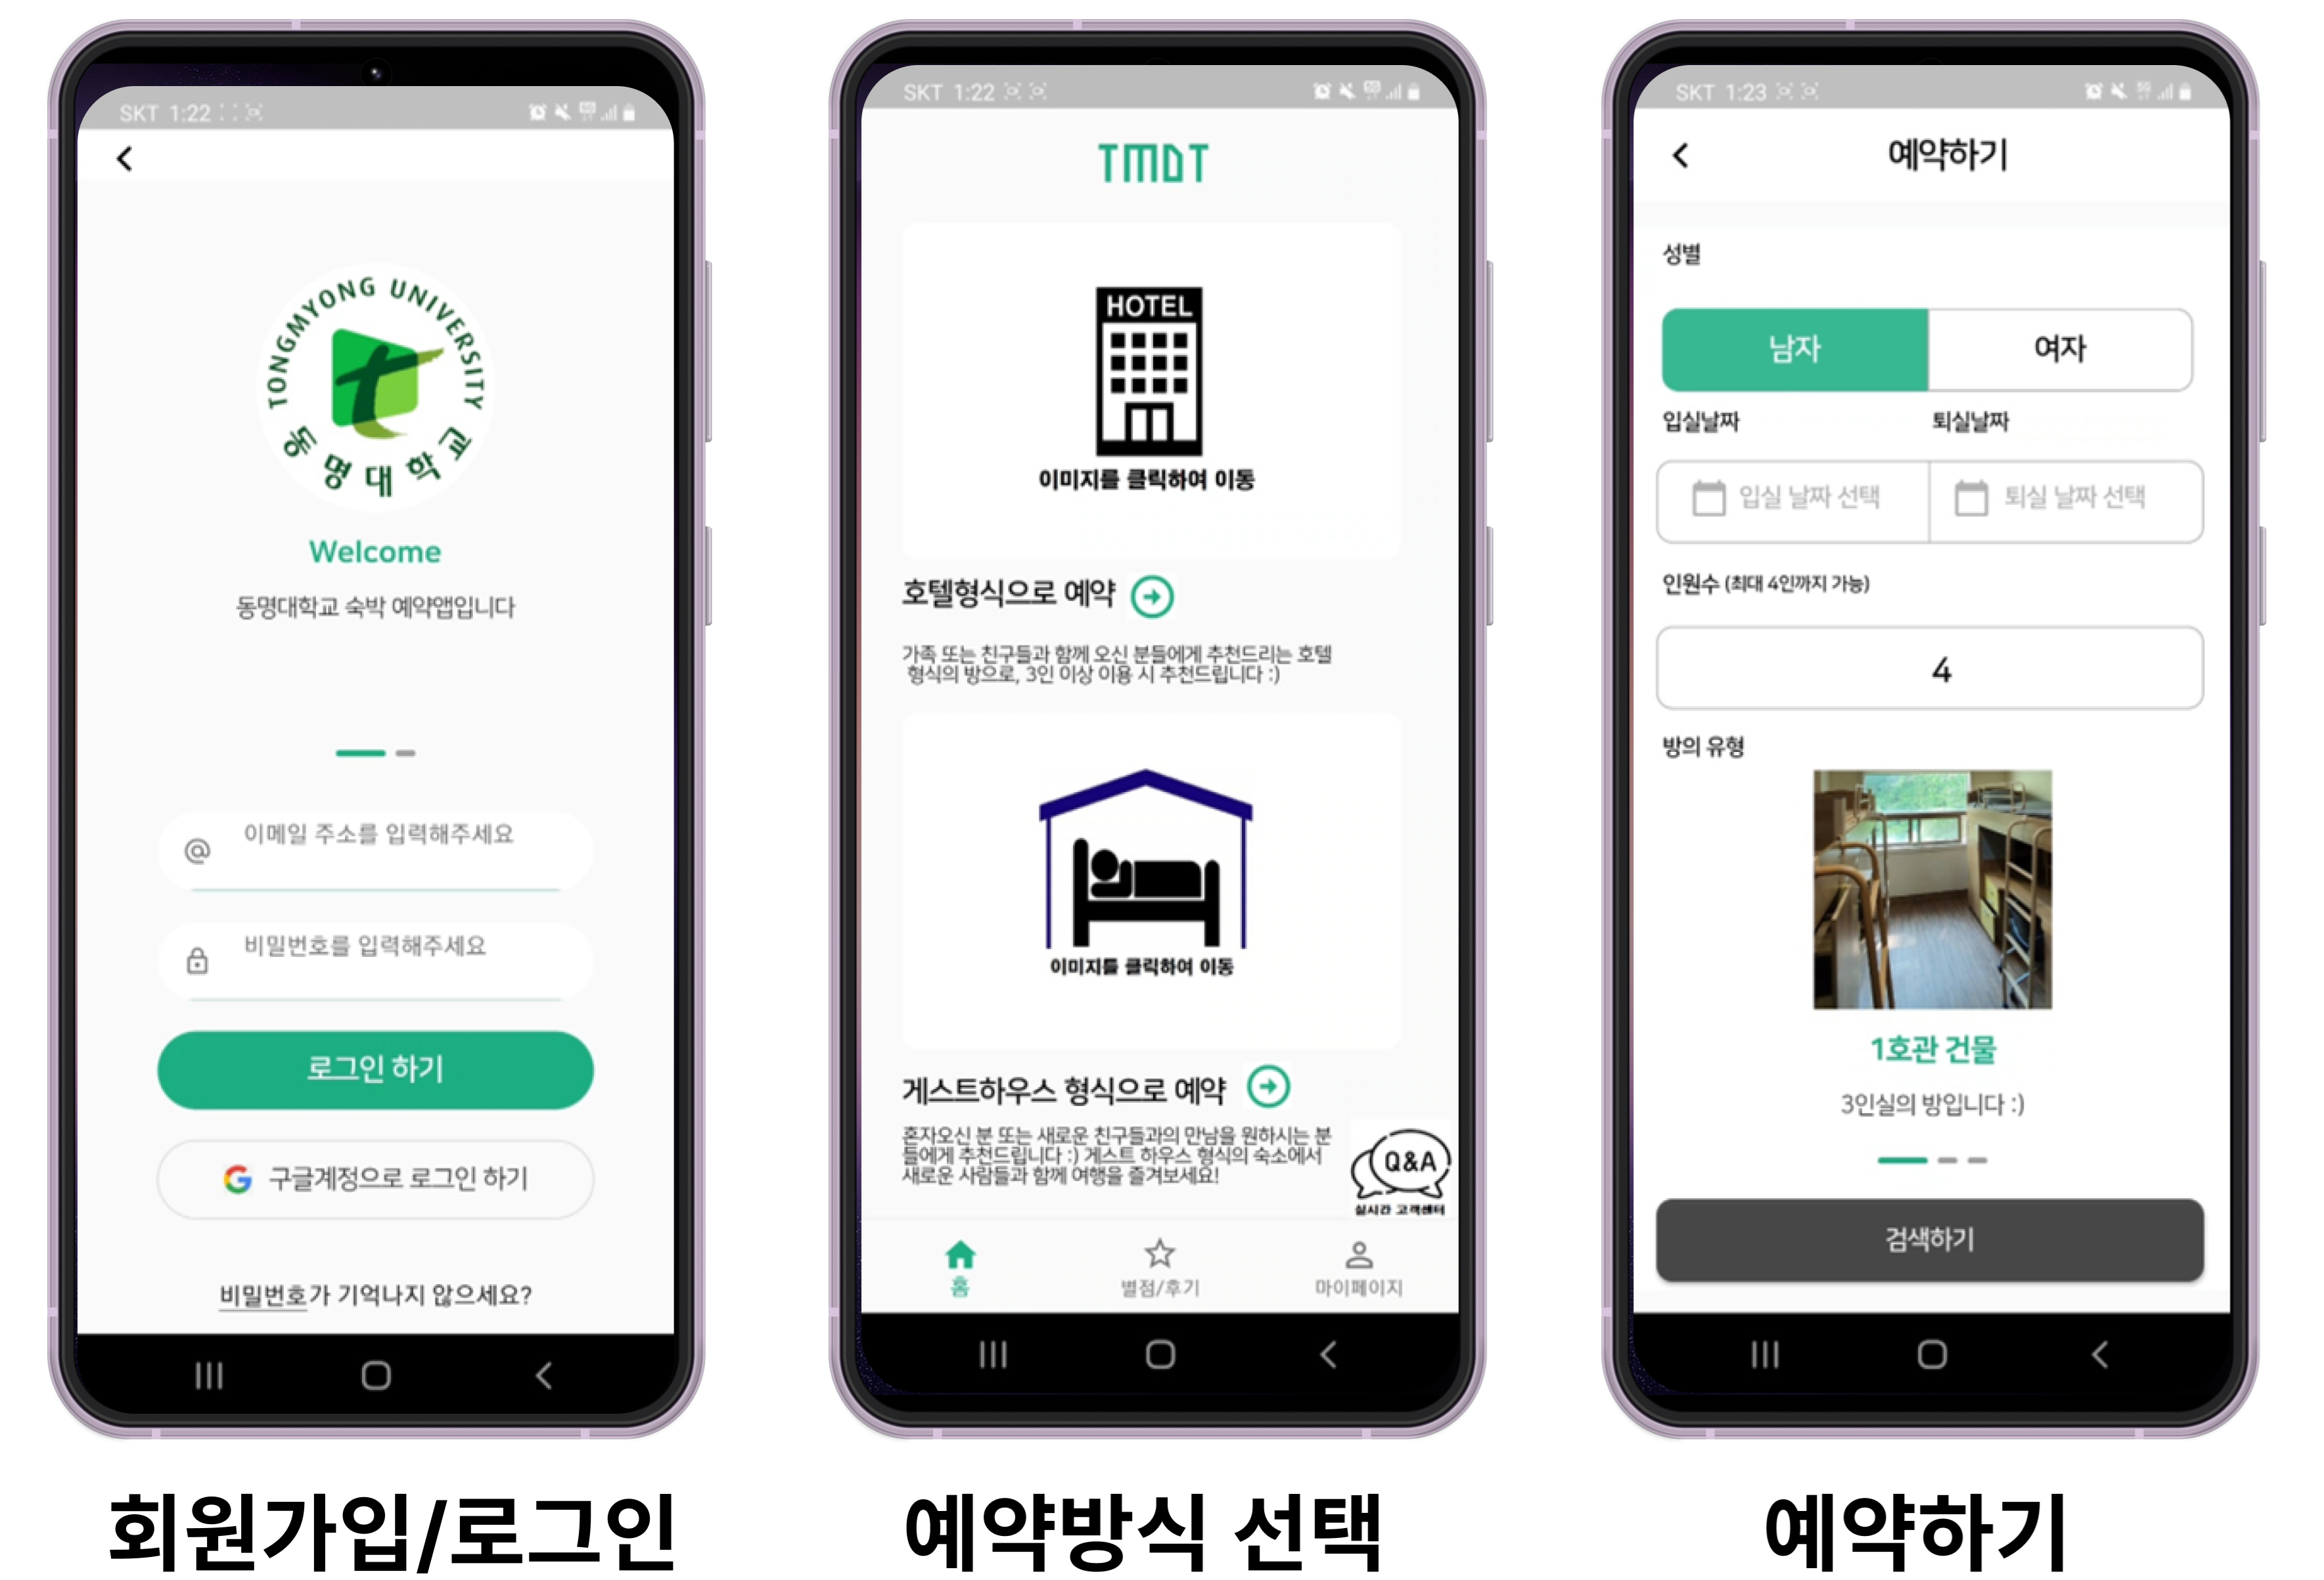 SKT 1:22
TONGMYONG UNIVERSITY
동명대학교
Welcome
동명대학교 숙박 예약앱입니다
이메일 주소를 입력해주세요
비밀번호를 입력해주세요
로그인 하기
G 구글계정으로 로그인 하기
비밀번호가 기억나지 않으세요?
회원가입/로그인
SKT 1:22
TMDT
HOTEL
이미지를 클릭하여 이동
호텔형식으로 예약
가족 또는 친구들과 함께 오신 분들에게 추천드리는 호텔
형식의 방으로, 3인 이상 이용 시 추천드립니다 :)
이미지를 클릭하여 이동
게스트하우스 형식으로 예약
혼자오신 분 또는 새로운 친구들과의 만남을 원하시는 분
들에게 추천드립니다 :) 게스트 하우스 형식의 숙소에서
새로운 사람들과 함께 여행을 즐겨보세요!
Q&A
실시간 고객센터
홈 별점/후기 마이페이지
예약방식 선택
SKT 1:23
예약하기
성별
남자 여자
입실날짜 퇴실날짜
입실 날짜 선택 퇴실 날짜 선택
인원수 (최대 4인까지 가능)
4
방의 유형
1호관 건물
3인실의 방입니다 :)
검색하기
예약하기